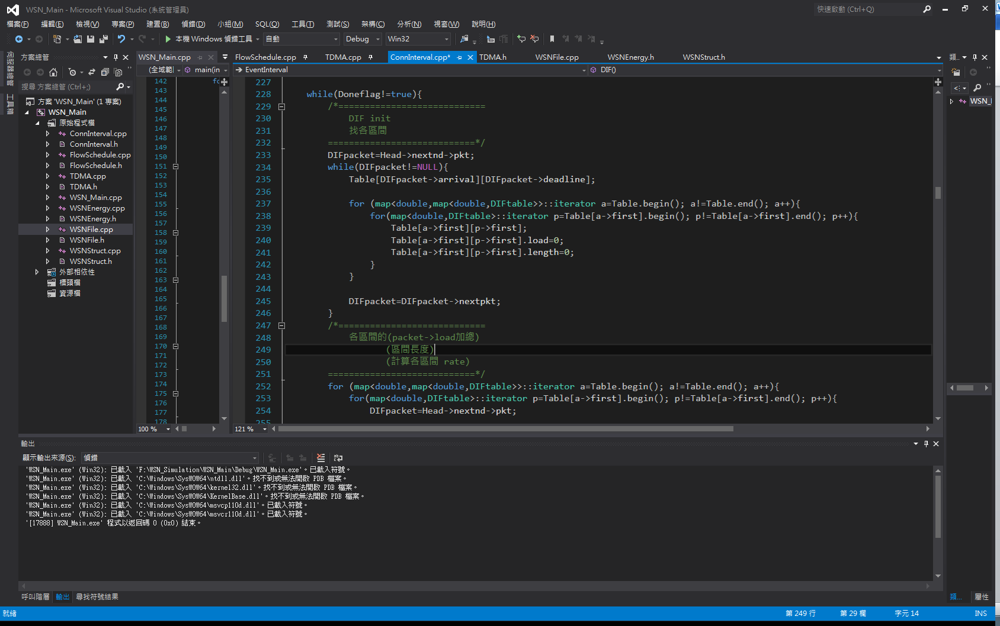 WSN_Main - Microsoft Visual Studio (系統管理員)
快速啟動 (Ctrl+Q)
檔案(F) 編輯(E) 檢視(V) 專案(P) 建置(B) 偵錯(D) 小組(M) SQL(Q) 工具(T) 測試(S) 架構(C) 分析(N) 視窗(W) 說明(H)
本機 Windows 偵錯工具 自動 Debug Win32
伺服器總管
工具箱
方案總管
搜尋 方案總管 (Ctrl+;)
方案 'WSN_Main' (1 專案)
WSN_Main
原始程式檔
ConnInterval.cpp
ConnInterval.h
FlowSchedule.cpp
FlowSchedule.h
TDMA.cpp
TDMA.h
WSN_Main.cpp
WSNEnergy.cpp
WSNEnergy.h
WSNFile.cpp
WSNFile.h
WSNStruct.cpp
WSNStruct.h
外部相依性
標頭檔
資源檔
WSN_Main.cpp
(全域範圍 main(in
142 fo
143
144
145
146
147
148
149
150
151
152
153
154
155
156
157
158
159
160
161
162
163
164
165
166
167
168
169
170
171
172
173
174
175
176
177
178
100 %
FlowSchedule.cpp TDMA.cpp ConnInterval.cpp* TDMA.h WSNFile.cpp WSNEnergy.h WSNStruct.h
EventInterval DIF()
227
228 while(Doneflag!=true){
229 /*============================
230 DIF init
231 找各區間
232 ============================*/
233 DIFpacket=Head->nextnd->pkt;
234 while(DIFpacket!=NULL){
235 Table[DIFpacket->arrival][DIFpacket->deadline];
236
237 for (map<double,map<double,DIFtable>>::iterator a=Table.begin(); a!=Table.end(); a++){
238 for(map<double,DIFtable>::iterator p=Table[a->first].begin(); p!=Table[a->first].end(); p++){
239 Table[a->first][p->first];
240 Table[a->first][p->first].load=0;
241 Table[a->first][p->first].length=0;
242 }
243 }
244
245 DIFpacket=DIFpacket->nextpkt;
246 }
247 /*============================
248 各區間的(packet->load加總)
249 (區間長度)
250 (計算各區間 rate)
251 ============================*/
252 for (map<double,map<double,DIFtable>>::iterator a=Table.begin(); a!=Table.end(); a++){
253 for(map<double,DIFtable>::iterator p=Table[a->first].begin(); p!=Table[a->first].end(); p++){
254 DIFpacket=Head->nextnd->pkt;
255
121 %
類..
WSN_
輸出
顯示輸出來源(S): 偵錯
'WSN_Main.exe' (Win32): 已載入 'F:\WSN_Simulation\WSN_Main\Debug\WSN_Main.exe'。已載入符號。
'WSN_Main.exe' (Win32): 已載入 'C:\Windows\SysWOW64\ntdll.dll'。找不到或無法開啟 PDB 檔案。
'WSN_Main.exe' (Win32): 已載入 'C:\Windows\SysWOW64\kernel32.dll'。找不到或無法開啟 PDB 檔案。
'WSN_Main.exe' (Win32): 已載入 'C:\Windows\SysWOW64\KernelBase.dll'。找不到或無法開啟 PDB 檔案。
'WSN_Main.exe' (Win32): 已載入 'C:\Windows\SysWOW64\msvcp110d.dll'。已載入符號。
'WSN_Main.exe' (Win32): 已載入 'C:\Windows\SysWOW64\msvcr110d.dll'。已載入符號。
'[17888] WSN_Main.exe' 程式以返回碼 0 (0x0) 結束。
呼叫階層 輸出 尋找符號結果
類... 屬性
就緒 第 249 行 第 29 欄 字元 14 INS